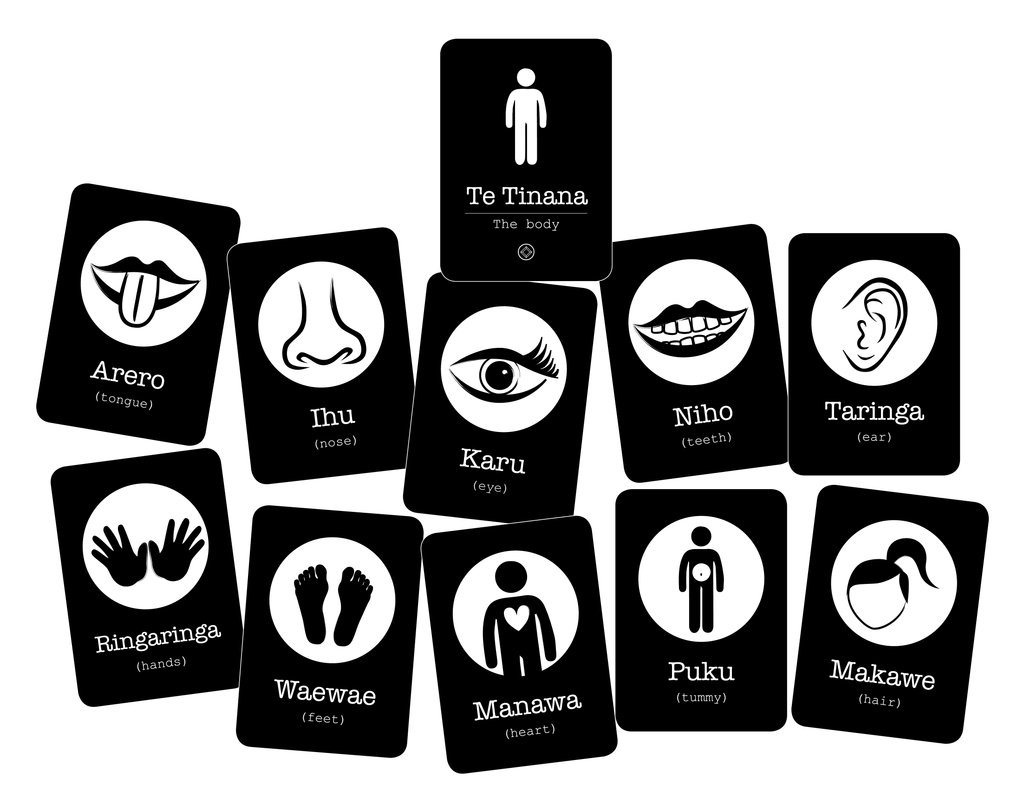 Te Tinana
The body
Arero
(tongue)
Ihu
(nose)
Karu
(eye)
Niho
(teeth)
Taringa
(ear)
Ringaringa
(hands)
Waewae
(feet)
Manawa
(heart)
Puku
(tummy)
Makawe
(hair)